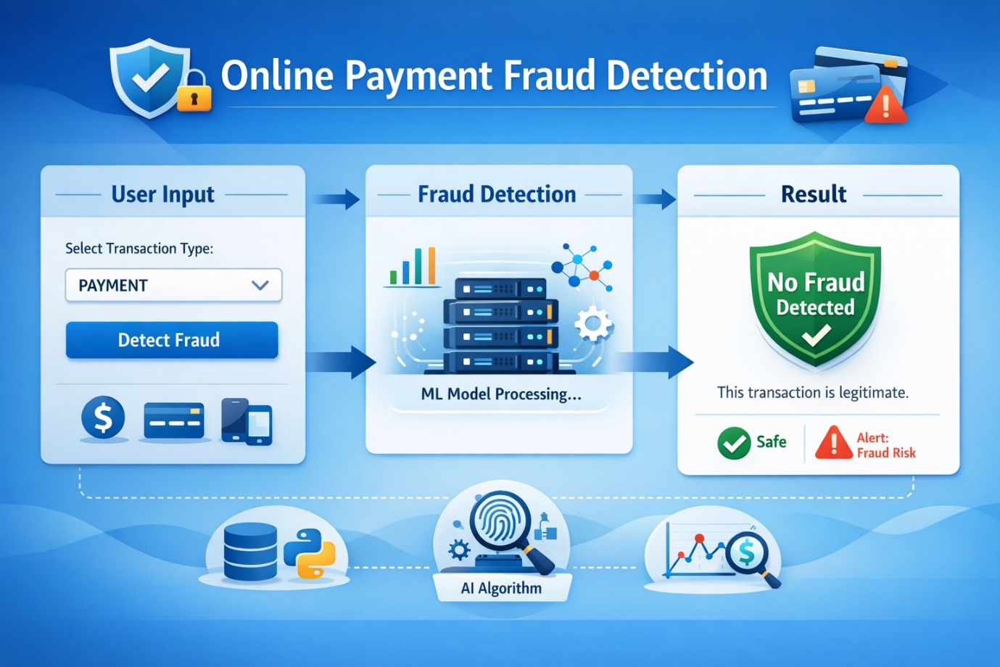 Online Payment Fraud Detection
User Input
Select Transaction Type:
PAYMENT
Detect Fraud
Fraud Detection
ML Model Processing...
Result
No Fraud
Detected
This transaction is legitimate.
Safe
Alert:
Fraud Risk
AI Algorithm